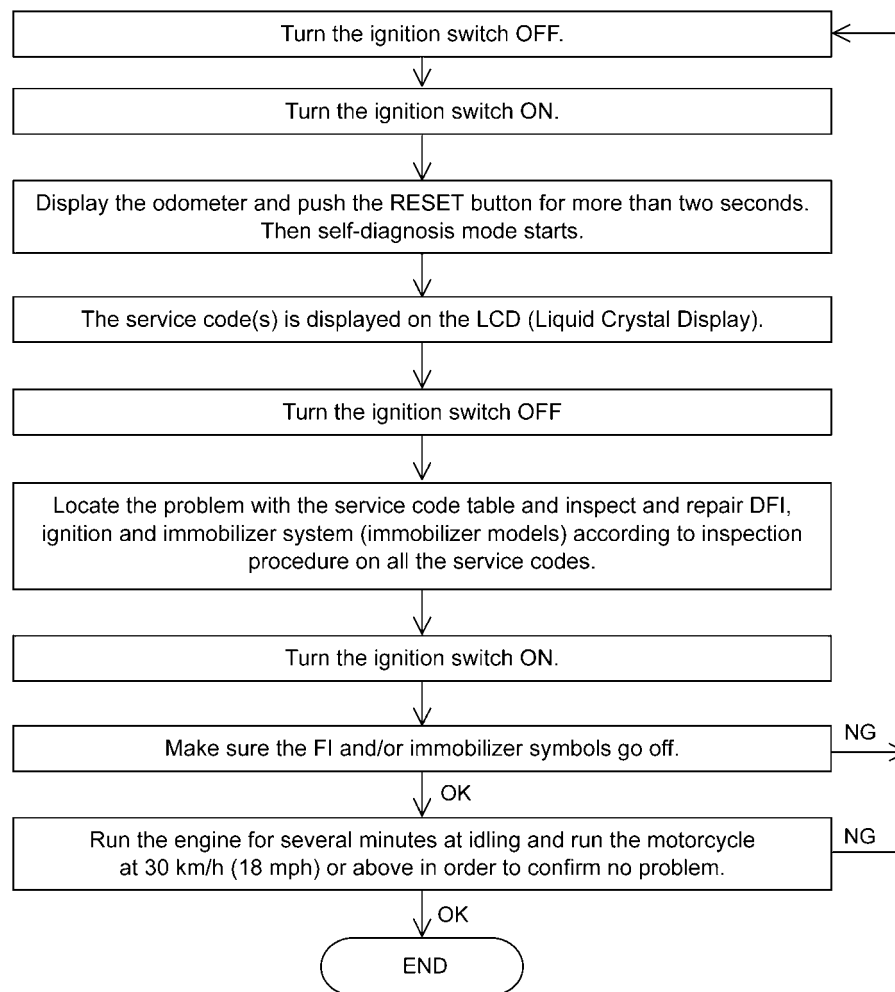 Turn the ignition switch OFF.
Turn the ignition switch ON.
Display the odometer and push the RESET button for more than two seconds.
Then self-diagnosis mode starts.
The service code(s) is displayed on the LCD (Liquid Crystal Display).
Turn the ignition switch OFF
Locate the problem with the service code table and inspect and repair DFI,
ignition and immobilizer system (immobilizer models) according to inspection
procedure on all the service codes.
Turn the ignition switch ON.
Make sure the FI and/or immobilizer symbols go off.
NG
OK
Run the engine for several minutes at idling and run the motorcycle
at 30 km/h (18 mph) or above in order to confirm no problem.
NG
OK
END